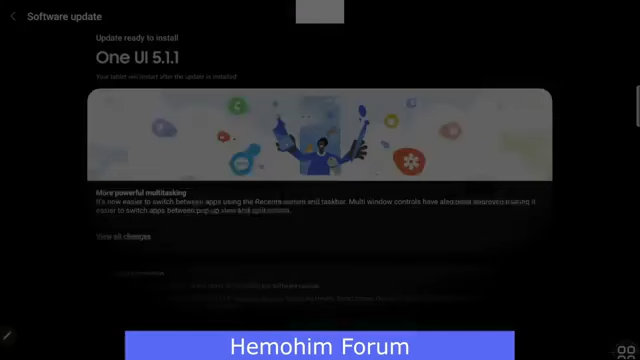 Software update
Update ready to install
One UI 5.1.1
Your tablet will restart after the update is installed
More powerful multitasking
It's now easier to switch between apps using the Recents screen and taskbar. Multi window controls have also been improved making it
easier to switch apps between pop-up view and split screen.
View all changes
Hemohim Forum